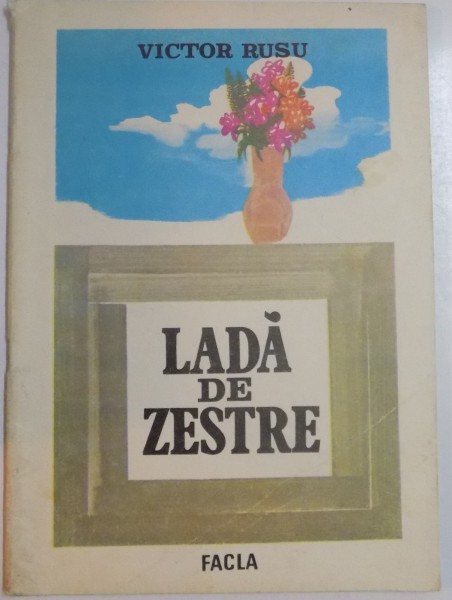 VICTOR RUSU
LADĂ
DE
ZESTRE
FACLA